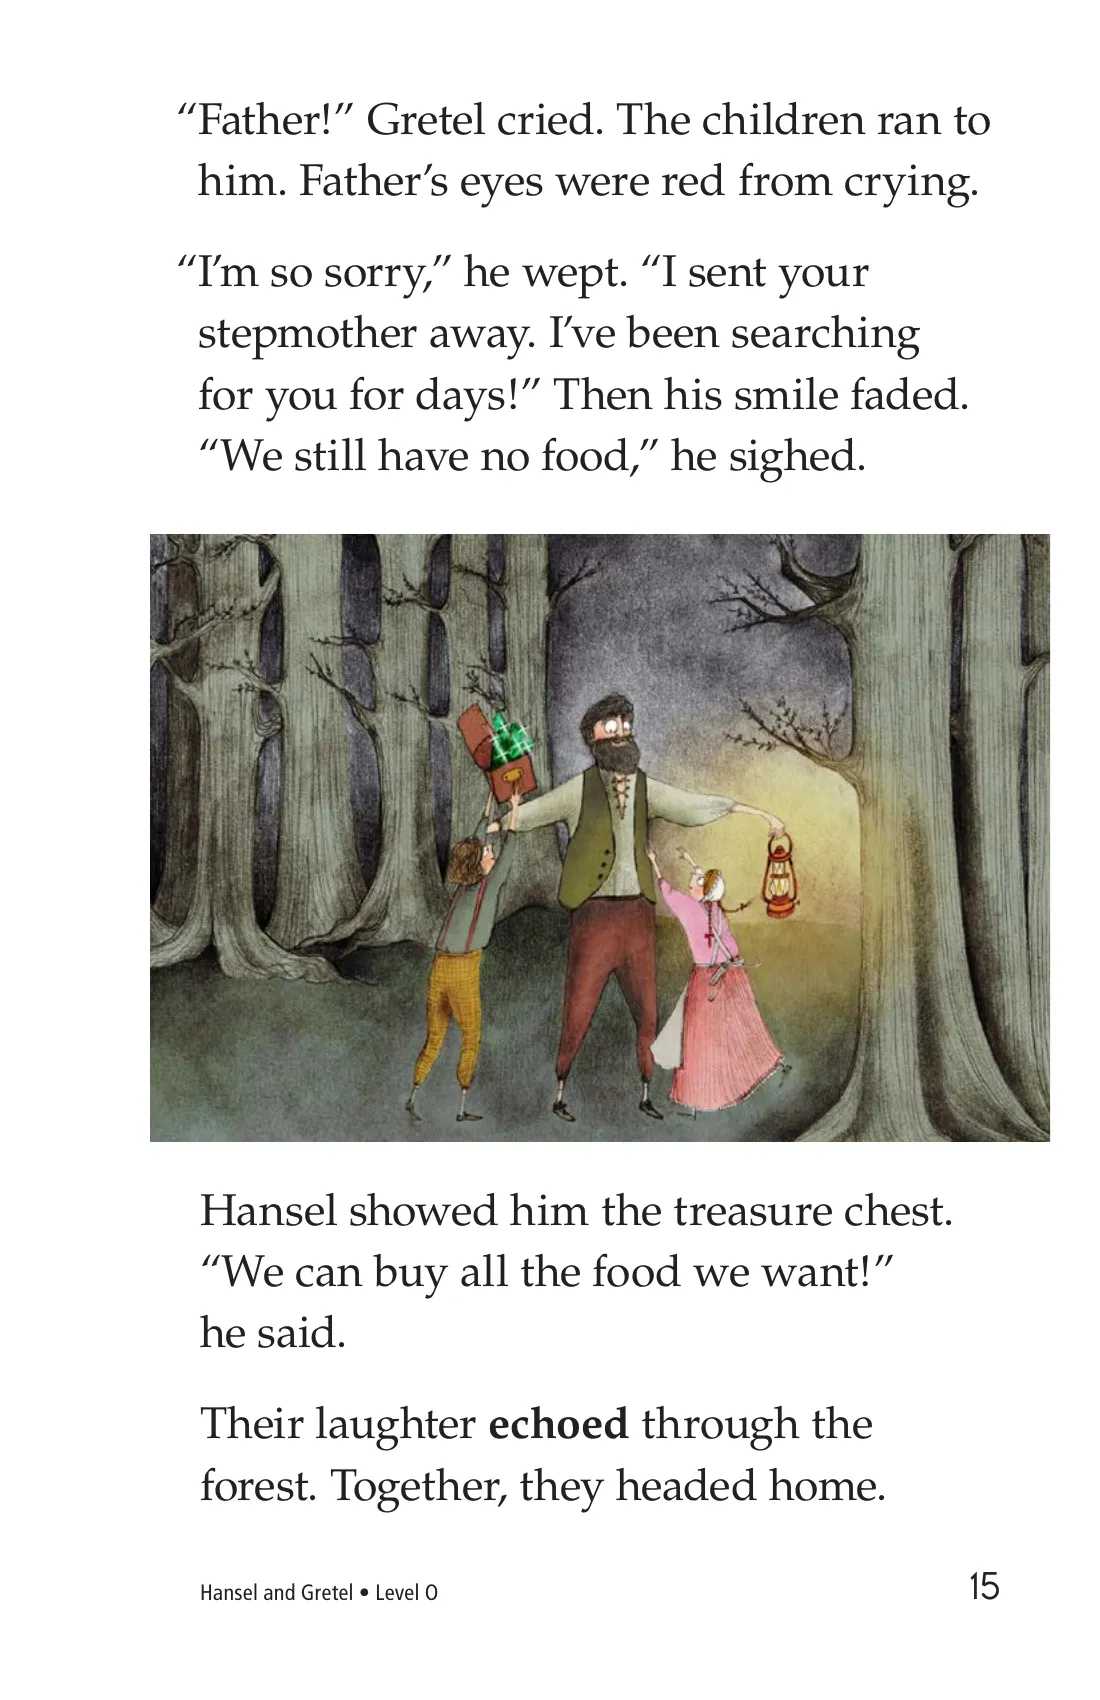 “Father!” Gretel cried. The children ran to
him. Father’s eyes were red from crying.
“I’m so sorry,” he wept. “I sent your
stepmother away. I’ve been searching
for you for days!” Then his smile faded.
“We still have no food,” he sighed.
Hansel showed him the treasure chest.
“We can buy all the food we want!”
he said.
Their laughter echoed through the
forest. Together, they headed home.
Hansel and Gretel • Level O
15